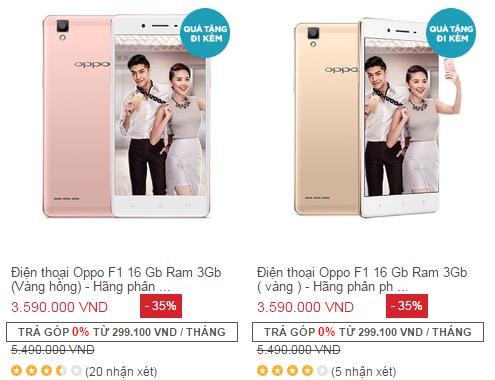 QUÀ TẶNG
ĐI KÈM
oppo
QUÀ TẶNG
ĐI KÈM
oppo
Điện thoại Oppo F1 16 Gb Ram 3Gb
(Vàng hồng) - Hãng phân ...
3.590.000 VND - 35%
TRẢ GÓP 0% TỪ 299.100 VND / THÁNG
5.490.000 VND
(20 nhận xét)
Điện thoại Oppo F1 16 Gb Ram 3Gb
( vàng ) - Hãng phân ph ...
3.590.000 VND - 35%
TRẢ GÓP 0% TỪ 299.100 VND / THÁNG
5.490.000 VND
(5 nhận xét)